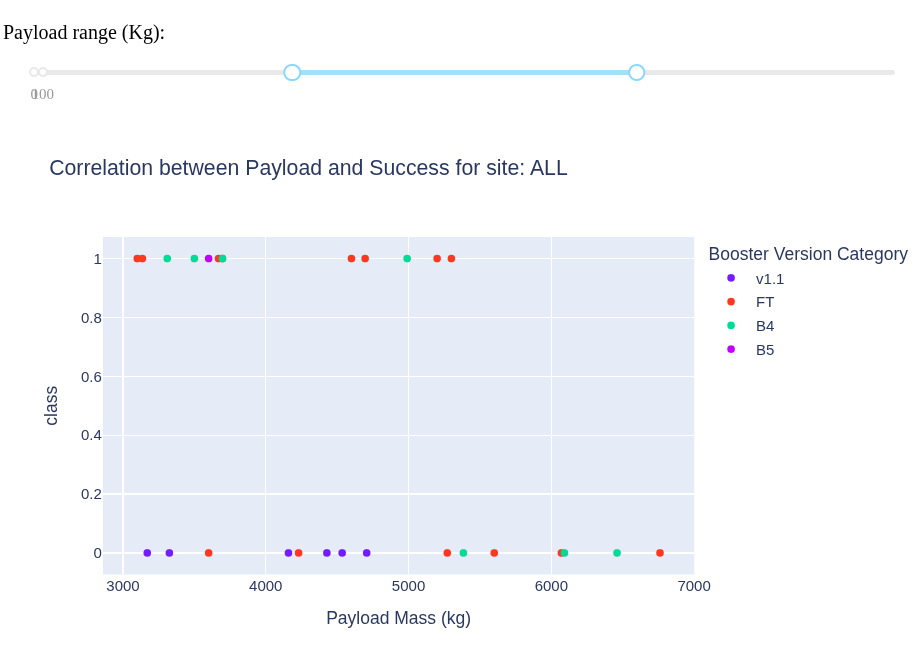 Payload range (Kg):
0 100
Correlation between Payload and Success for site: ALL
Booster Version Category
v1.1
FT
B4
B5
1
0.8
0.6
0.4
0.2
0
class
3000 4000 5000 6000 7000
Payload Mass (kg)